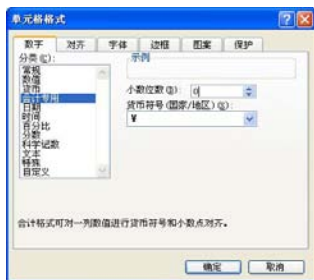 单元格格式
数字 对齐 字体 边框 图案 保护
分类(C):
示例
常规
数值
货币
会计专用
日期
时间
百分比
分数
科学记数
文本
特殊
自定义
小数位数(D): 0
货币符号(国家/地区)(S):
¥
会计格式可对一列数值进行货币符号和小数点对齐。
确定 取消